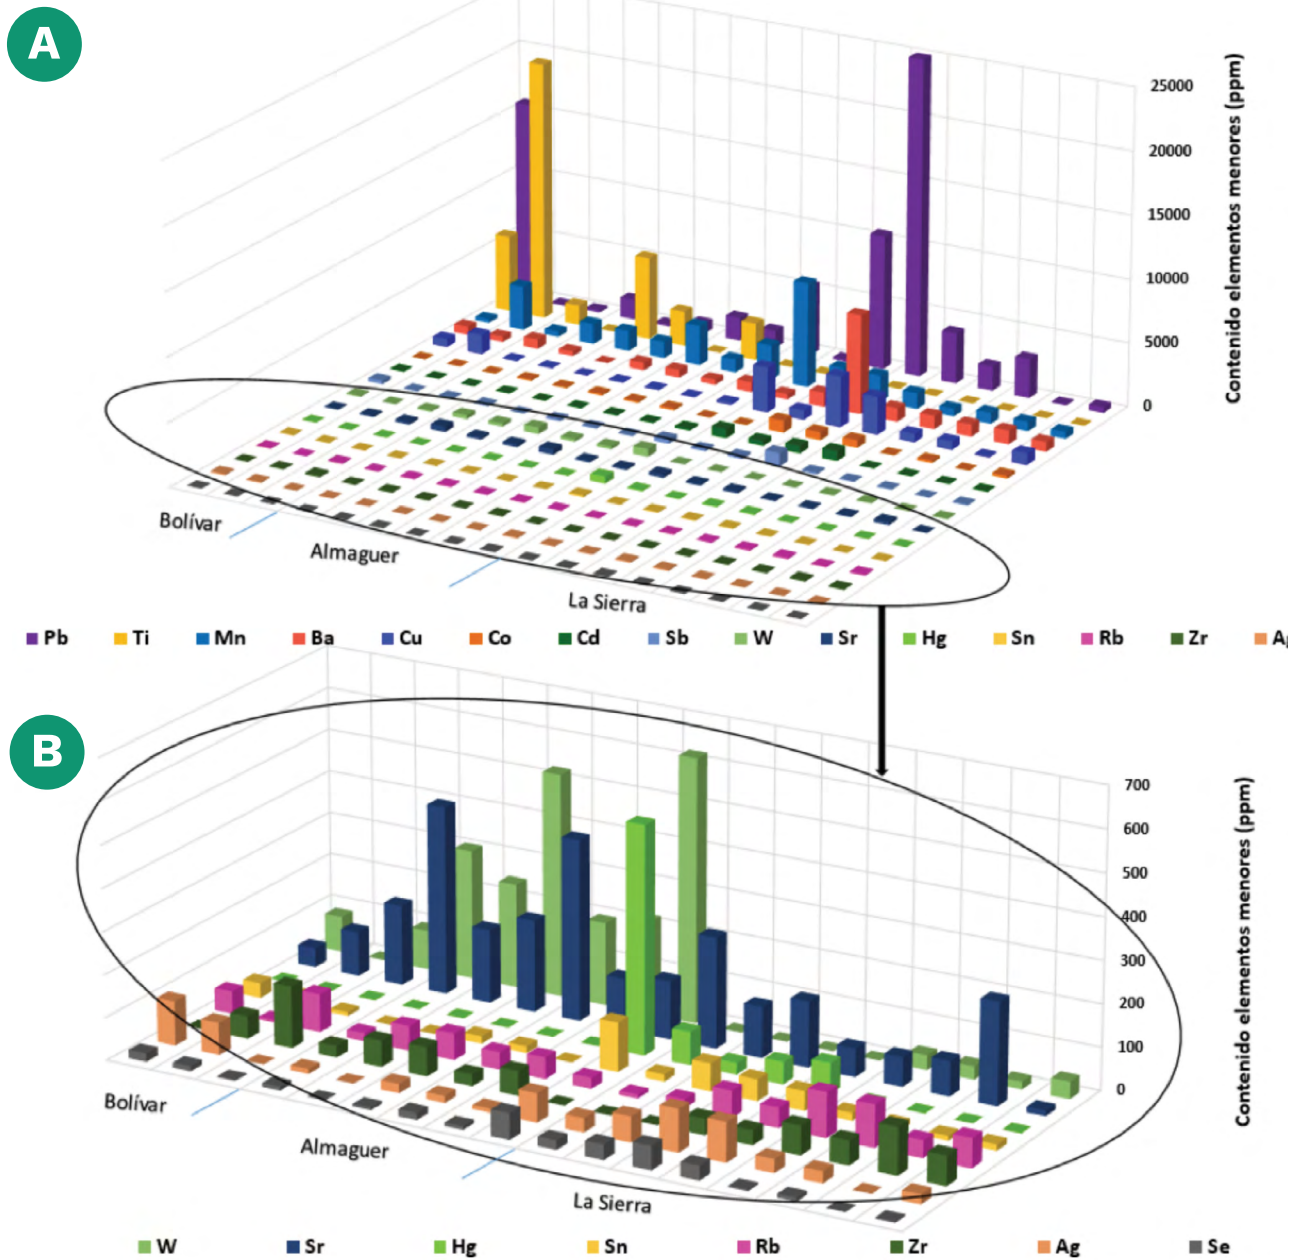 A
25000
20000
15000
10000
5000
0
Contenido elementos menores (ppm)
Bolívar
Almaguer
La Sierra
Pb Ti Mn Ba Cu Co Cd Sb W Sr Hg Sn Rb Zr A
B
700
600
500
400
300
200
100
0
Contenido elementos menores (ppm)
Bolívar
Almaguer
La Sierra
W Sr Hg Sn Rb Zr Ag Se